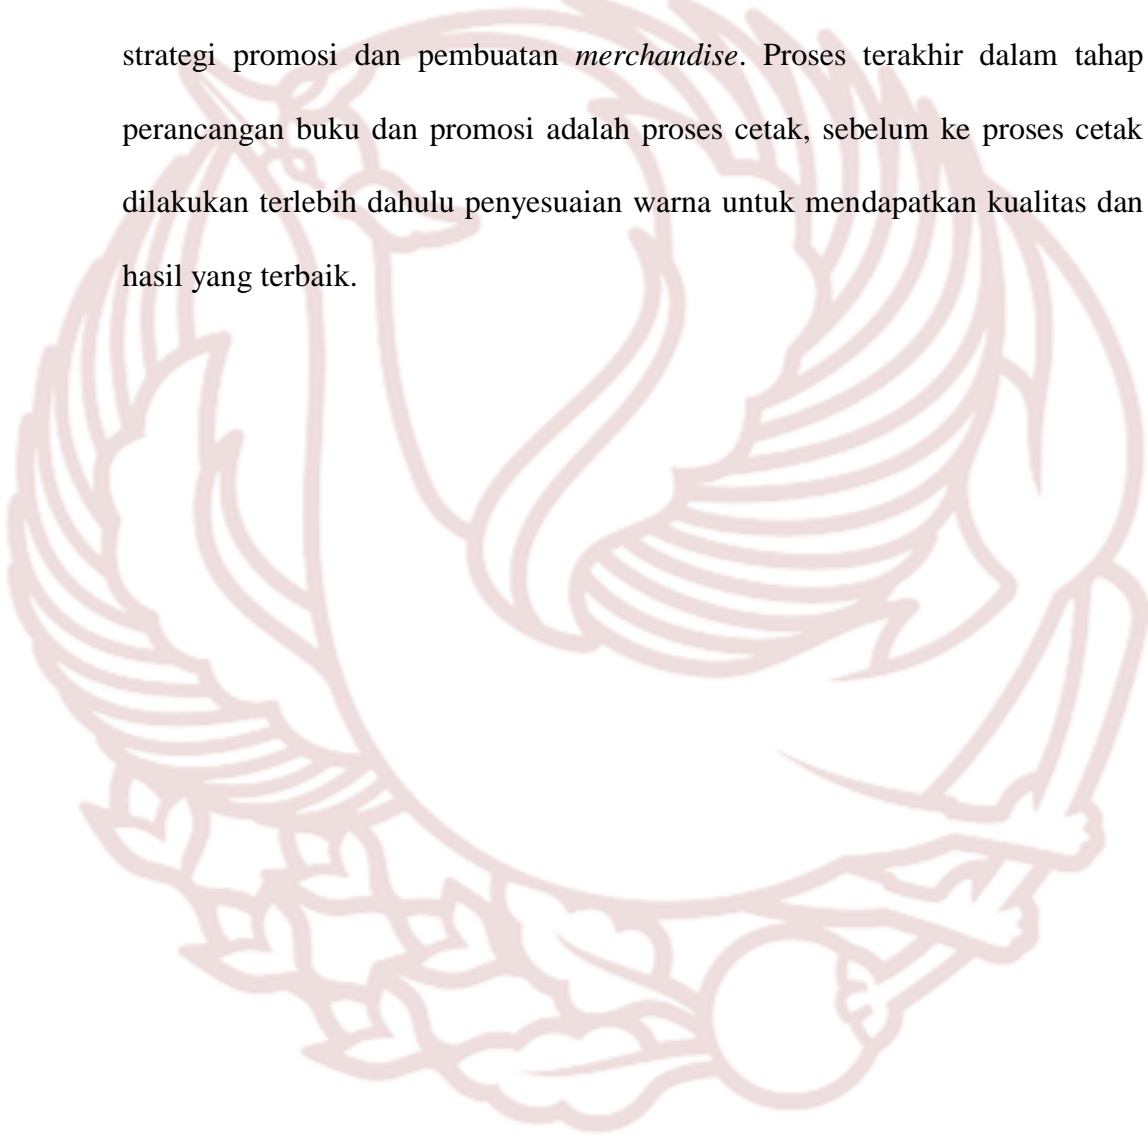 strategi promosi dan pembuatan merchandise. Proses terakhir dalam tahap
perancangan buku dan promosi adalah proses cetak, sebelum ke proses cetak
dilakukan terlebih dahulu penyesuaian warna untuk mendapatkan kualitas dan
hasil yang terbaik.